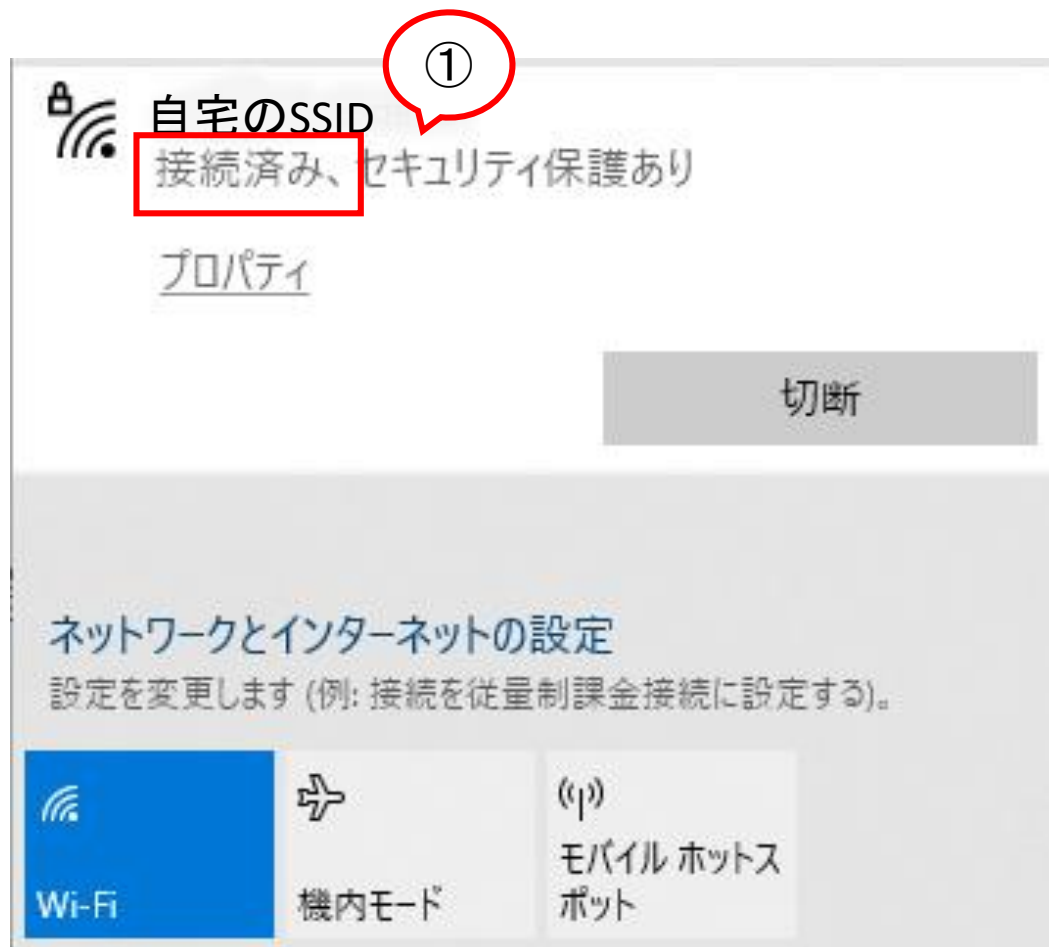 ①
自宅のSSID
接続済み、セキュリティ保護あり
プロパティ
切断
ネットワークとインターネットの設定
設定を変更します (例: 接続を従量制課金接続に設定する)。
Wi-Fi
機内モード
モバイル ホットス
ポット